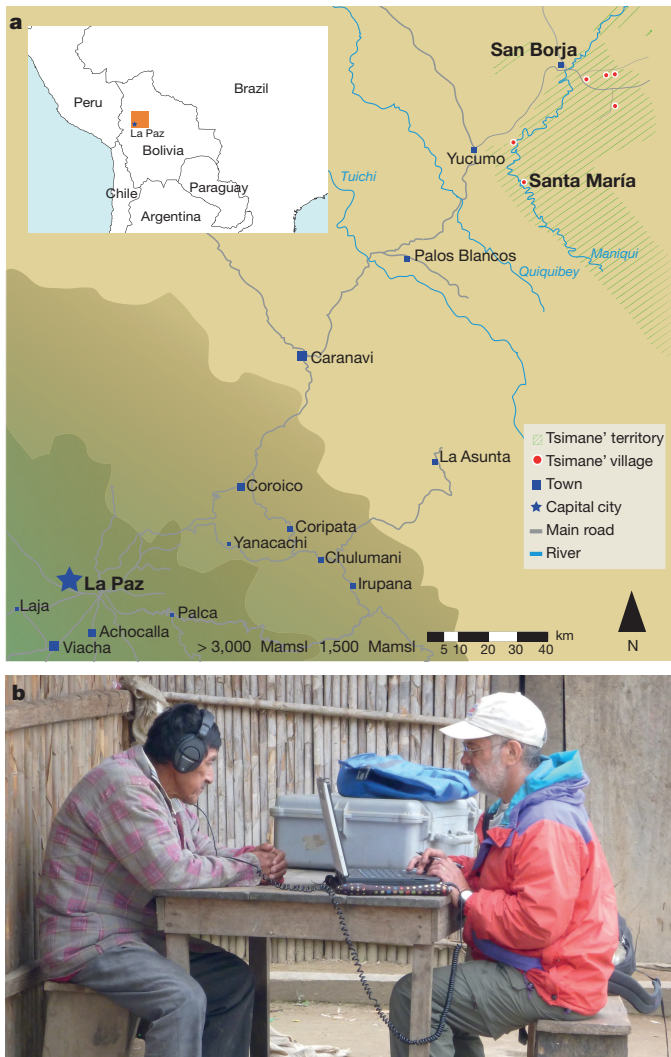 a
San Borja
Brazil
Peru
La Paz
Bolivia
Yucumo
Tuichi
Santa María
Paraguay
Chile
Argentina
Palos Blancos
Maniqui
Quiquibey
Caranavi
Tsimane’ territory
Tsimane’ village
Town
Capital city
Main road
River
La Asunta
Coroico
Coripata
Yanacachi
Chulumani
La Paz
Irupana
Laja
Palca
Achocalla
Viacha
> 3,000 Mamsl 1,500 Mamsl
km
5 10 20 30 40
N
b